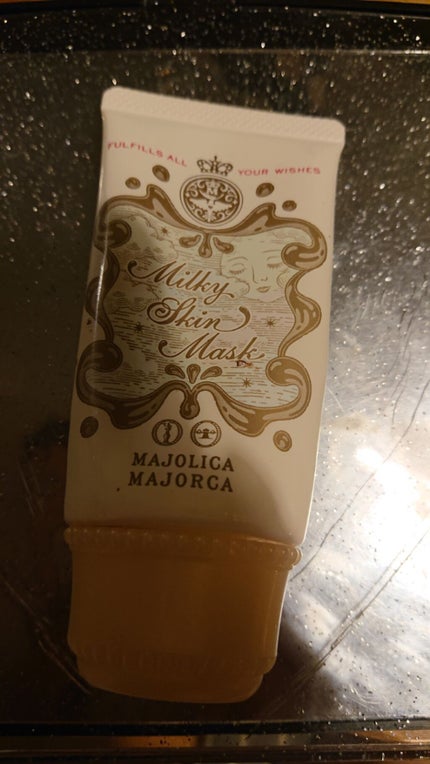 FULFILLS ALL YOUR WISHES
Milky
Skin
Mask
MAJOLICA
MAJORCA